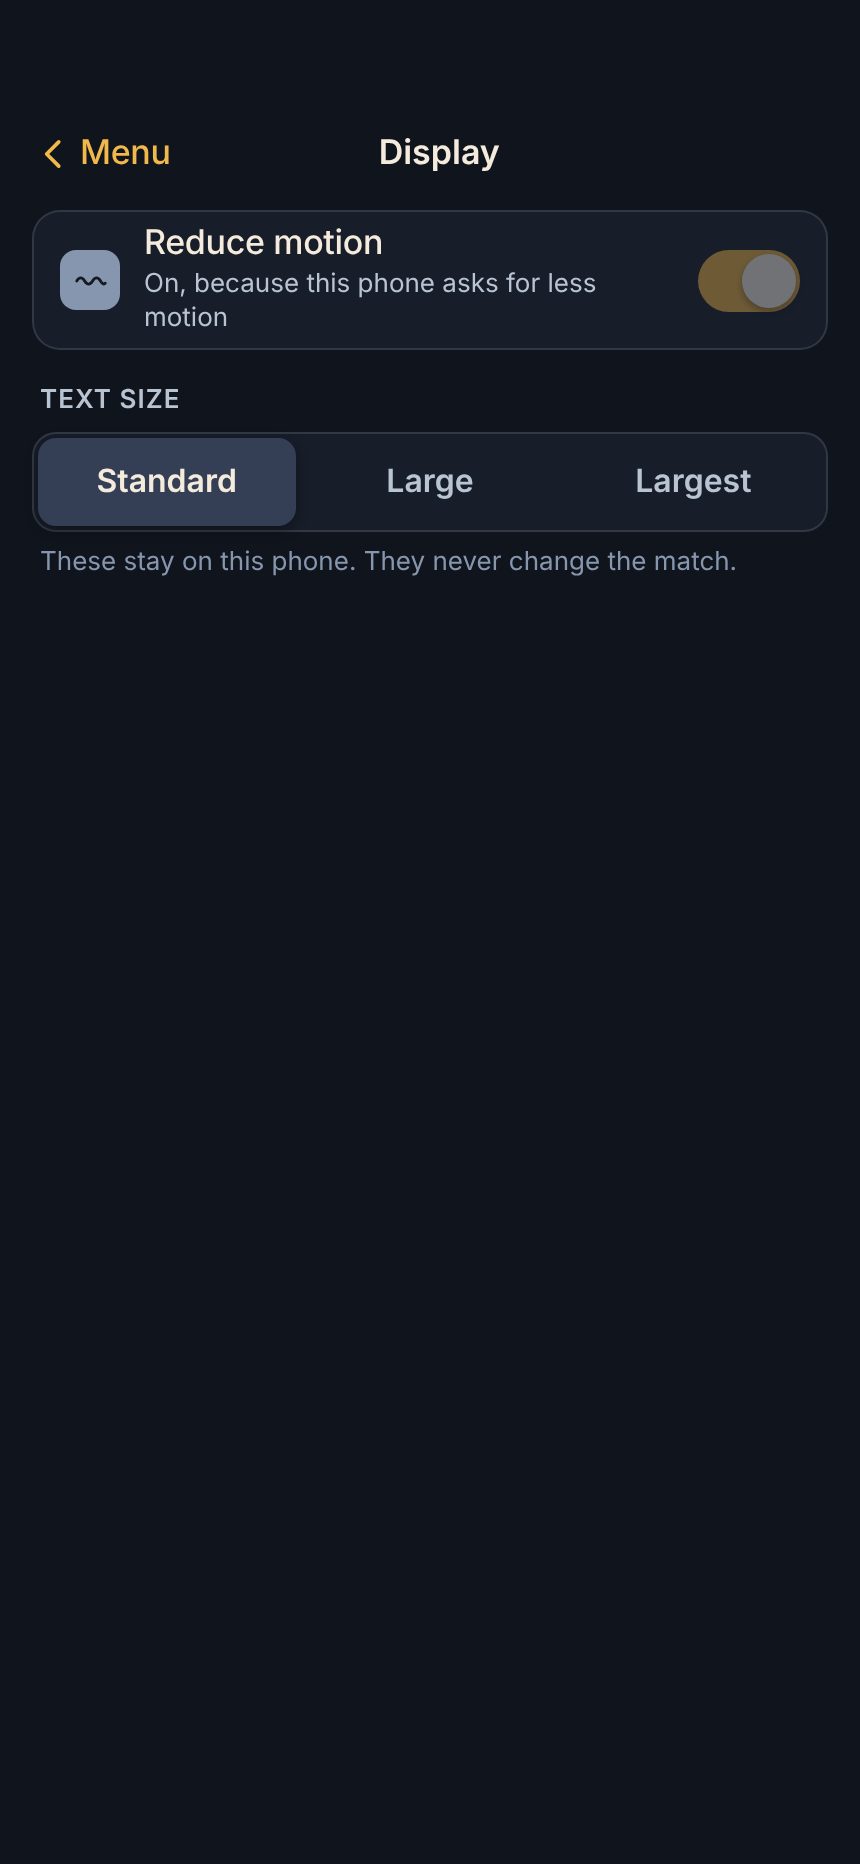 Menu
Display
Reduce motion
On, because this phone asks for less
motion
TEXT SIZE
Standard
Large
Largest
These stay on this phone. They never change the match.